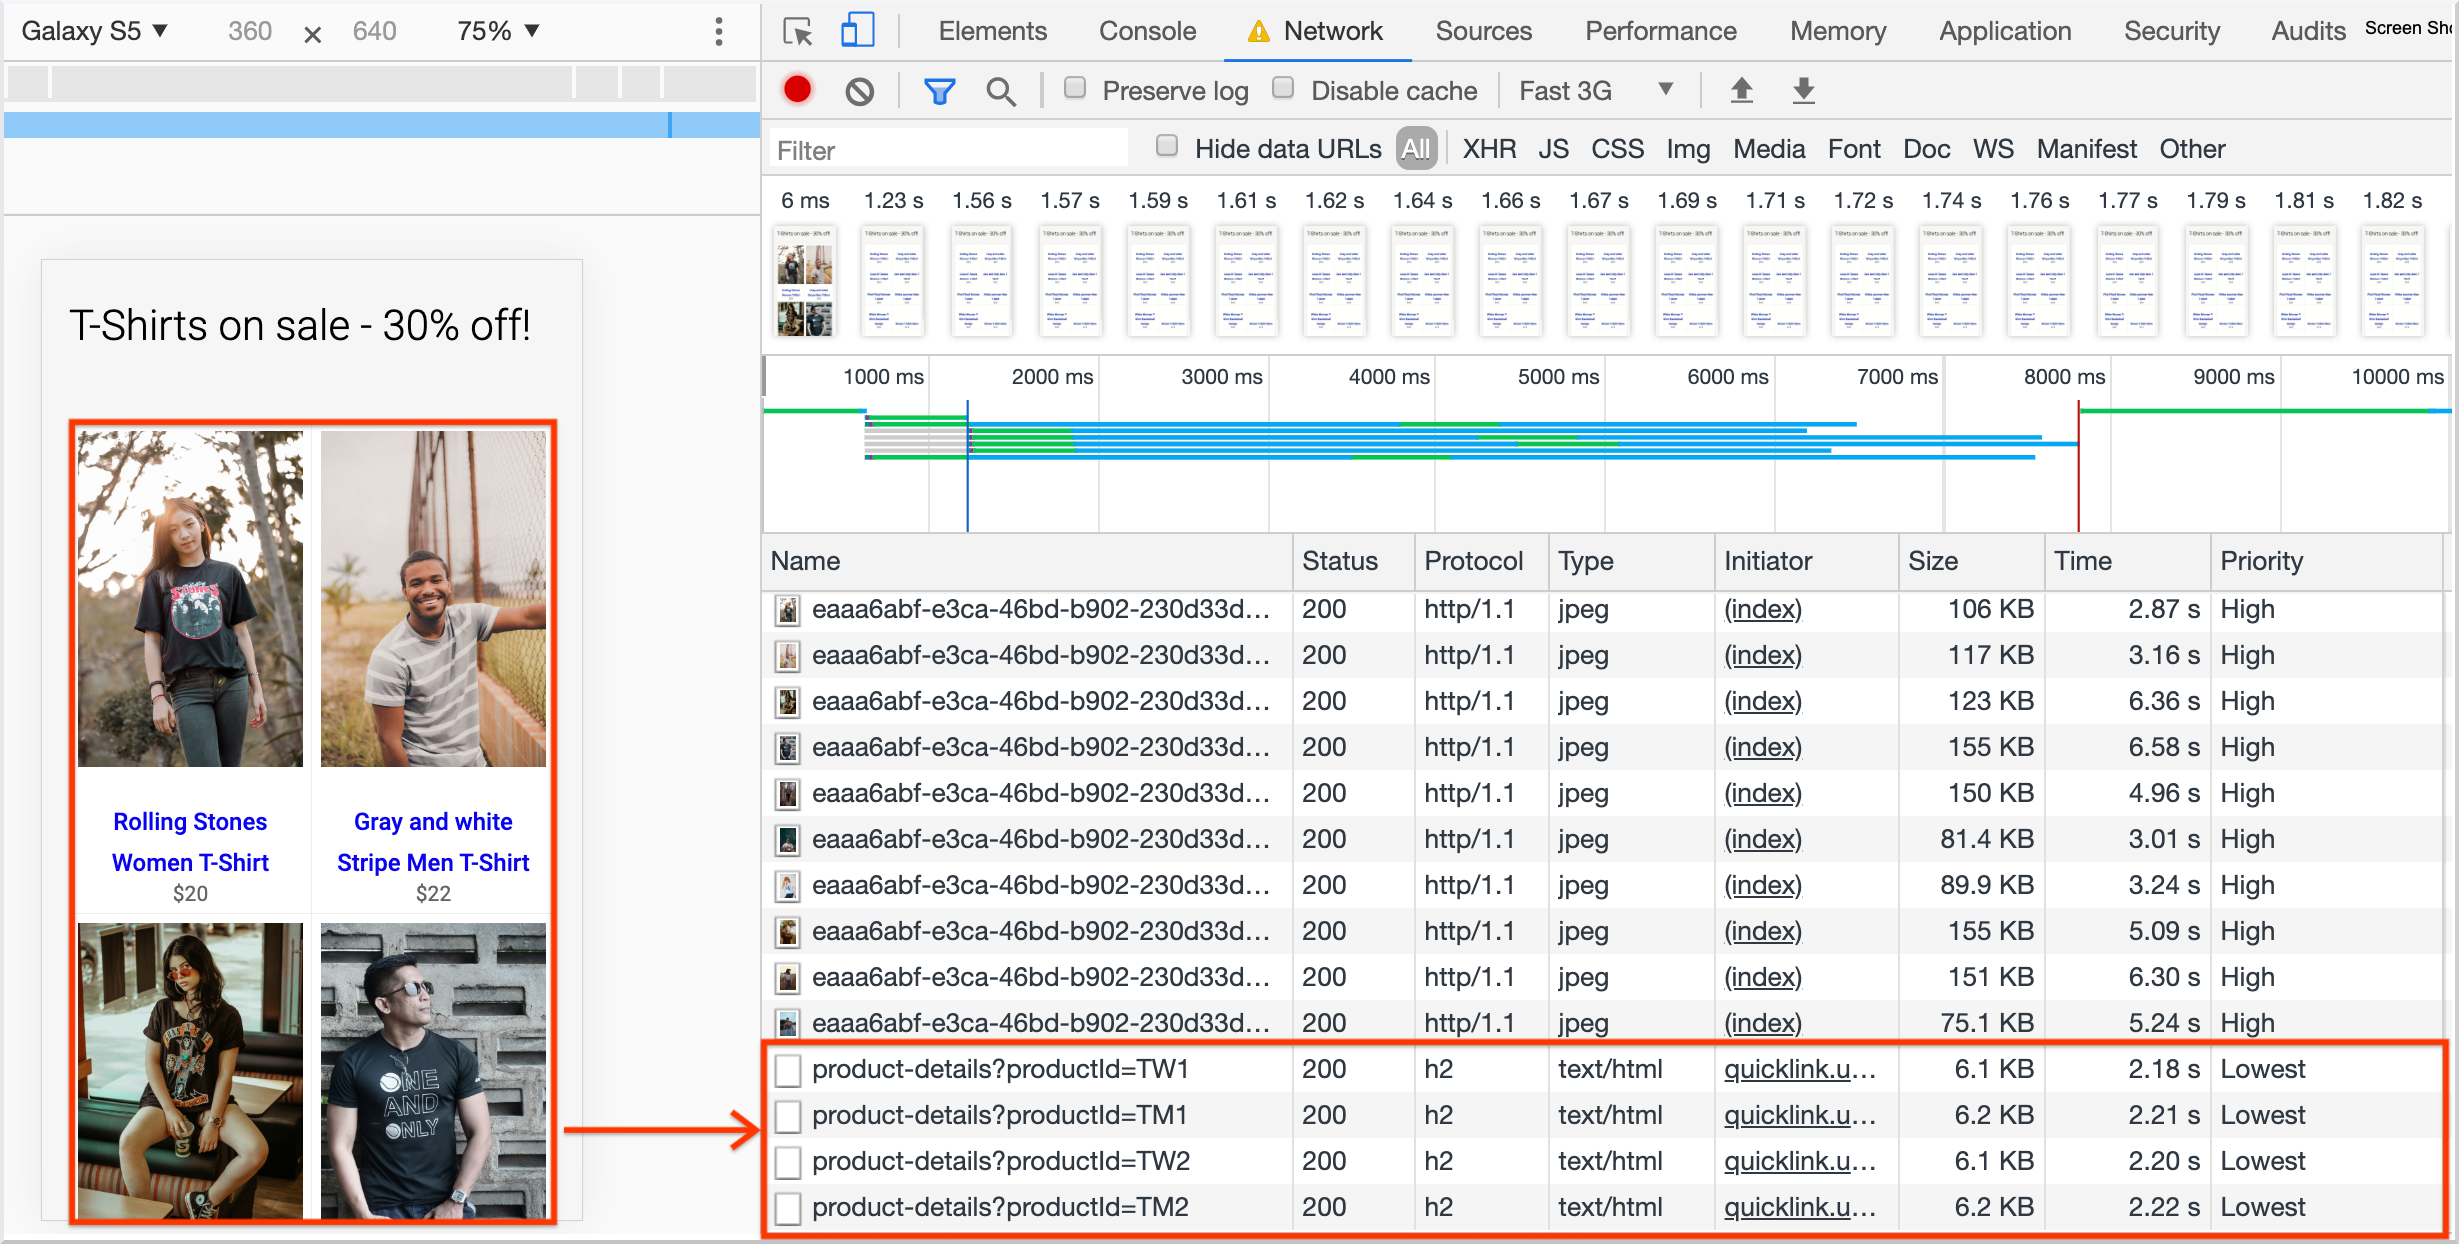 Galaxy S5 ▼ 360 × 640 75% ▼
Elements Console Network Sources Performance Memory Application Security Audits Screen Sho
Preserve log Disable cache Fast 3G ▼
Filter Hide data URLs All XHR JS CSS Img Media Font Doc WS Manifest Other
6 ms 1.23 s 1.56 s 1.57 s 1.59 s 1.61 s 1.62 s 1.64 s 1.66 s 1.67 s 1.69 s 1.71 s 1.72 s 1.74 s 1.76 s 1.77 s 1.79 s 1.81 s 1.82 s
1000 ms 2000 ms 3000 ms 4000 ms 5000 ms 6000 ms 7000 ms 8000 ms 9000 ms 10000 ms
T-Shirts on sale - 30% off!
STONES
Rolling Stones
Women T-Shirt
$20
Gray and white
Stripe Men T-Shirt
$22
ONE
AND
ONLY
Name Status Protocol Type Initiator Size Time Priority
eaaa6abf-e3ca-46bd-b902-230d33d... 200 http/1.1 jpeg (index) 106 KB 2.87 s High
eaaa6abf-e3ca-46bd-b902-230d33d... 200 http/1.1 jpeg (index) 117 KB 3.16 s High
eaaa6abf-e3ca-46bd-b902-230d33d... 200 http/1.1 jpeg (index) 123 KB 6.36 s High
eaaa6abf-e3ca-46bd-b902-230d33d... 200 http/1.1 jpeg (index) 155 KB 6.58 s High
eaaa6abf-e3ca-46bd-b902-230d33d... 200 http/1.1 jpeg (index) 150 KB 4.96 s High
eaaa6abf-e3ca-46bd-b902-230d33d... 200 http/1.1 jpeg (index) 81.4 KB 3.01 s High
eaaa6abf-e3ca-46bd-b902-230d33d... 200 http/1.1 jpeg (index) 89.9 KB 3.24 s High
eaaa6abf-e3ca-46bd-b902-230d33d... 200 http/1.1 jpeg (index) 155 KB 5.09 s High
eaaa6abf-e3ca-46bd-b902-230d33d... 200 http/1.1 jpeg (index) 151 KB 6.30 s High
eaaa6abf-e3ca-46bd-b902-230d33d... 200 http/1.1 jpeg (index) 75.1 KB 5.24 s High
product-details?productId=TW1 200 h2 text/html quicklink.u... 6.1 KB 2.18 s Lowest
product-details?productId=TM1 200 h2 text/html quicklink.u... 6.2 KB 2.21 s Lowest
product-details?productId=TW2 200 h2 text/html quicklink.u... 6.1 KB 2.20 s Lowest
product-details?productId=TM2 200 h2 text/html quicklink.u... 6.2 KB 2.22 s Lowest